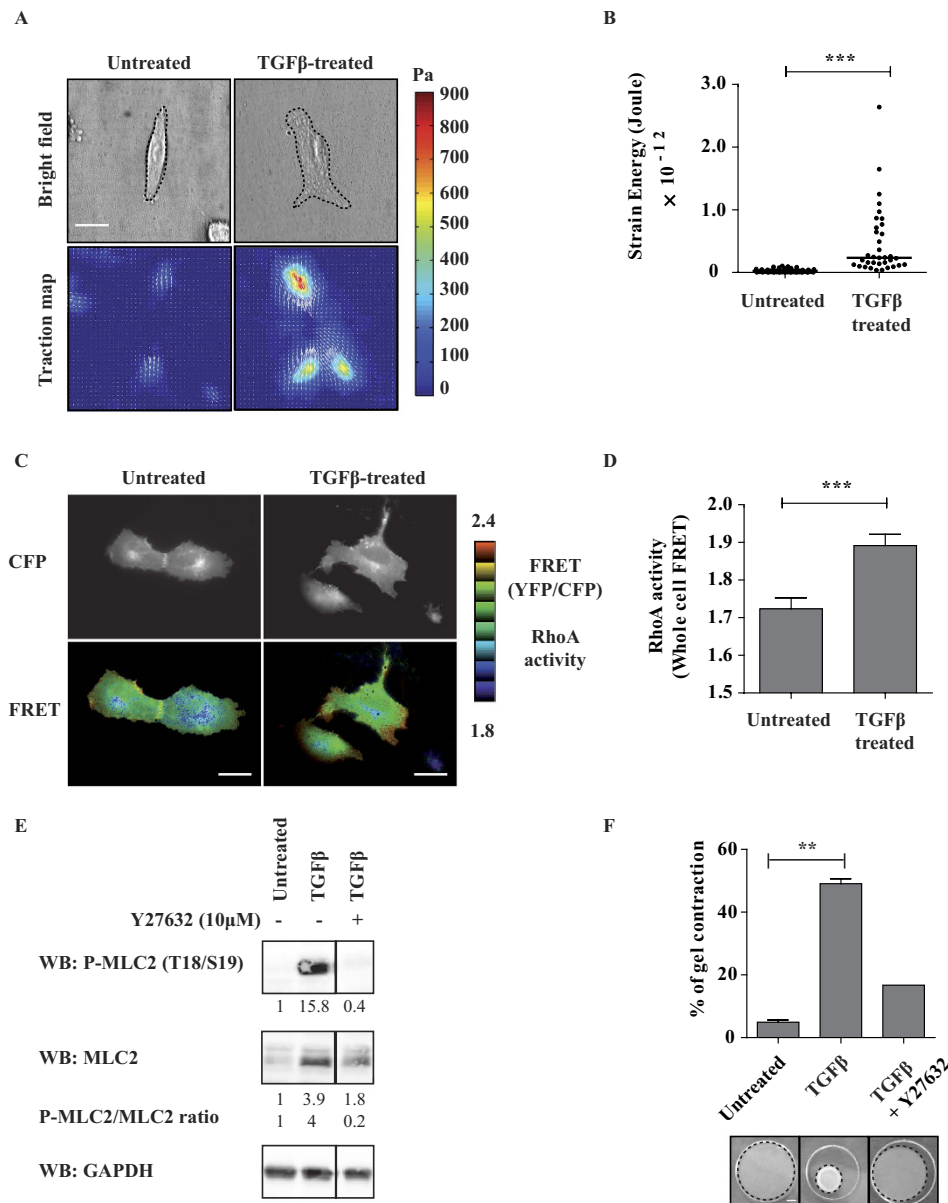 A
Untreated
TGFβ-treated
Pa
Bright field
Traction map
900
800
700
600
500
400
300
200
100
0
B
***
Strain Energy (Joule)
× 10⁻¹²
3.0
2.0
1.0
0
Untreated
TGFβ
treated
C
Untreated
TGFβ-treated
CFP
FRET
2.4
FRET
(YFP/CFP)
RhoA
activity
1.8
D
***
RhoA activity
(Whole cell FRET)
2.0
1.9
1.8
1.7
1.6
1.5
Untreated
TGFβ
treated
E
Untreated
TGFβ
TGFβ
Y27632 (10µM) - - +
WB: P-MLC2 (T18/S19)
1 15.8 0.4
WB: MLC2
1 3.9 1.8
P-MLC2/MLC2 ratio 1 4 0.2
WB: GAPDH
F
**
% of gel contraction
60
40
20
0
Untreated
TGFβ
TGFβ
+ Y27632